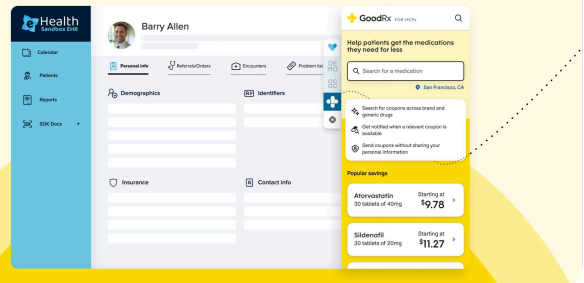 eHealth
Sandbox EHR
Calendar
Patients
Reports
SDK Docs
Barry Allen
Personal info
Referrals/Orders
Encounters
Problem list
Demographics
Identifiers
Insurance
Contact info
GoodRx FOR HCPs
Help patients get the medications
they need for less
Search for a medication
San Francisco, CA
Search for coupons across brand and
generic drugs
Get notified when a relevant coupon is
available
Send coupons without sharing your
personal information
Popular savings
Atorvastatin
30 tablets of 40mg
Starting at
$9.78
Sildenafil
30 tablets of 20mg
Starting at
$11.27